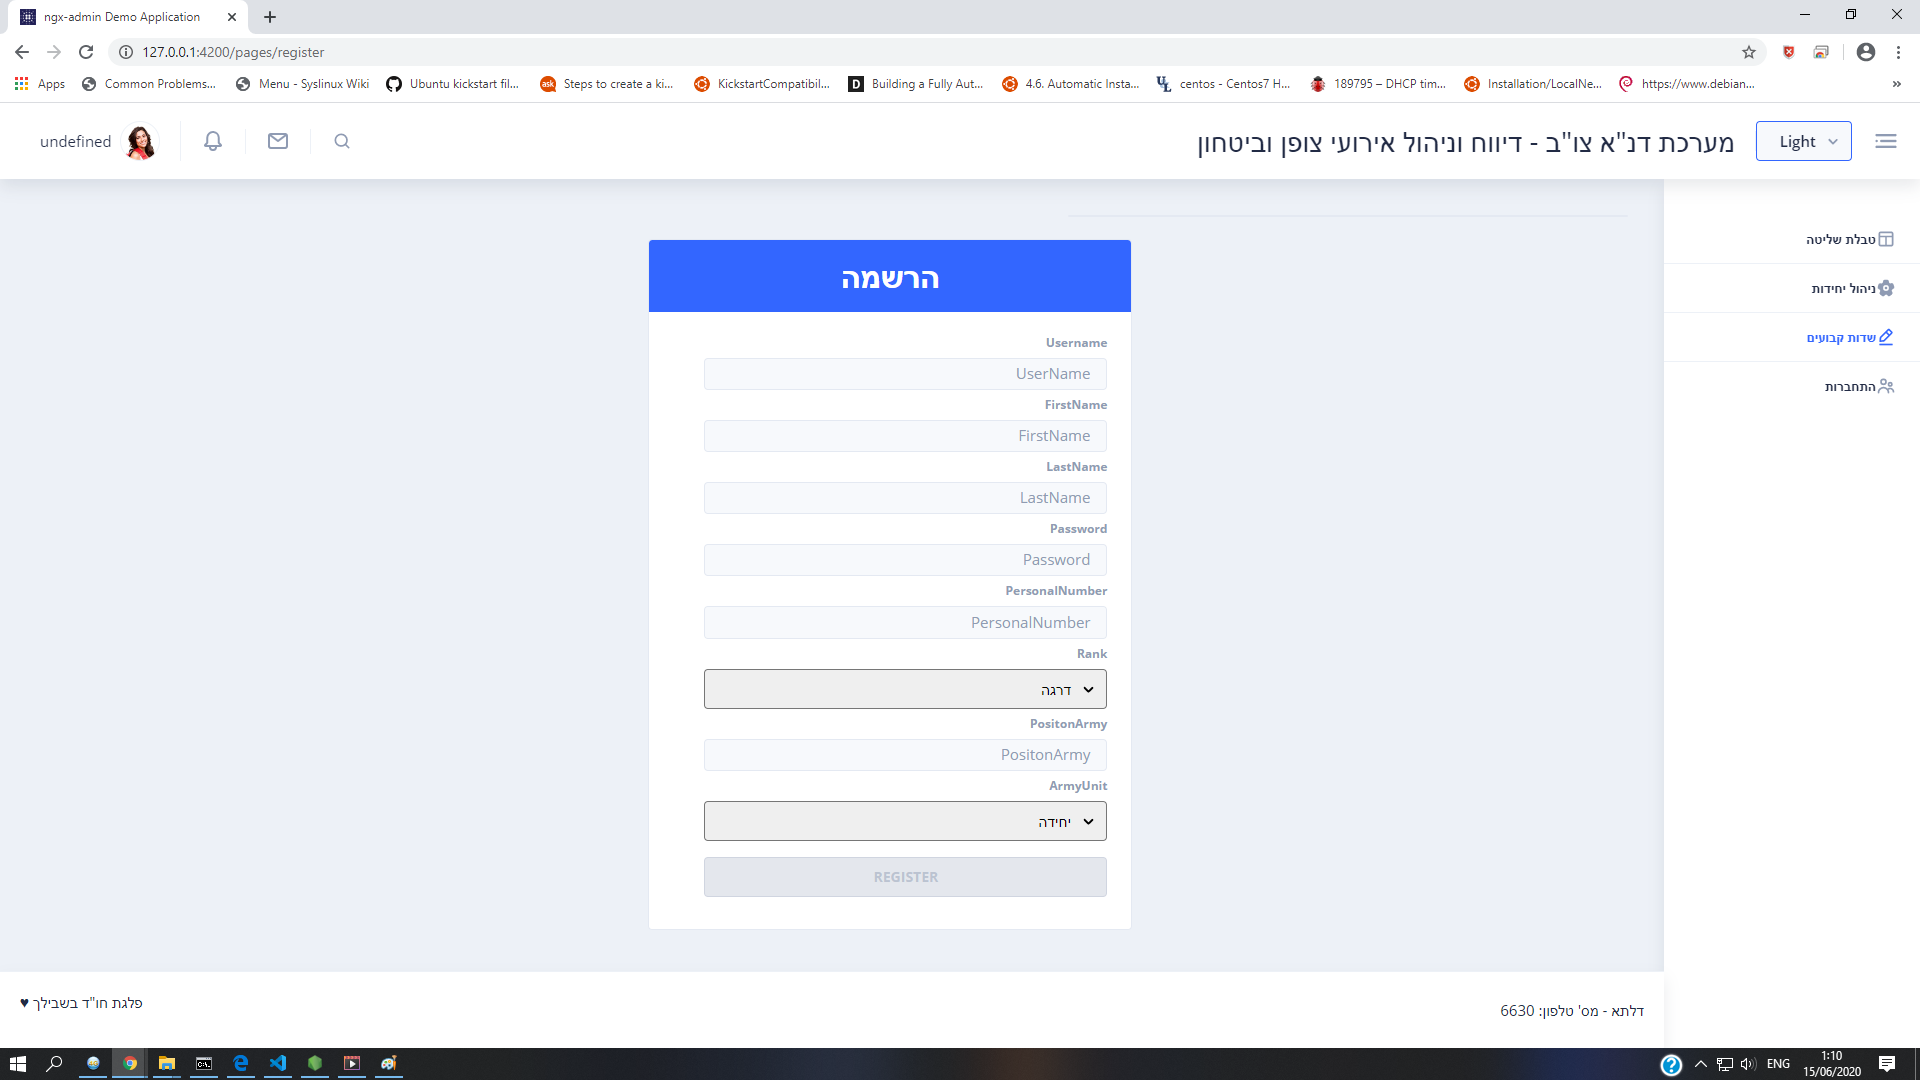 ngx-admin Demo Application
127.0.0.1:4200/pages/register
Apps
Common Problems...
Menu - Syslinux Wiki
Ubuntu kickstart fil...
Steps to create a ki...
KickstartCompatibil...
Building a Fully Aut...
4.6. Automatic Insta...
centos - Centos7 H...
189795 – DHCP tim...
Installation/LocalNe...
https://www.debian...
»
undefined
מערכת דנ"א צו"ב - דיווח וניהול אירועי צופן וביטחון
Light
טבלת שליטה
ניהול יחידות
שדות קבועים
התחברות
הרשמה
Username
UserName
FirstName
FirstName
LastName
LastName
Password
Password
PersonalNumber
PersonalNumber
Rank
דרגה
PositonArmy
PositonArmy
ArmyUnit
יחידה
REGISTER
דלתא - מס' טלפון: 6630
פלגת חו"ד בשבילך ♥
ENG
1:10
15/06/2020